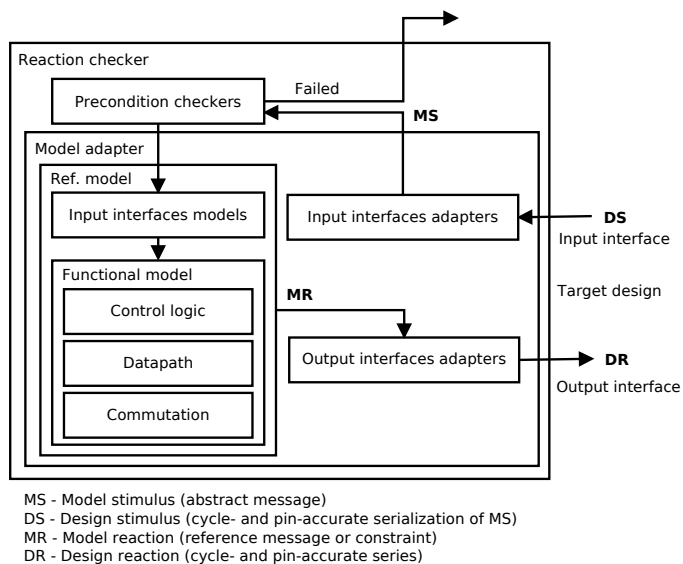 Reaction checker
Precondition checkers
Failed
MS
Model adapter
Ref. model
Input interfaces models
Input interfaces adapters
DS
Input interface
Functional model
Control logic
MR
Target design
Datapath
Output interfaces adapters
DR
Output interface
Commutation
MS - Model stimulus (abstract message)
DS - Design stimulus (cycle- and pin-accurate serialization of MS)
MR - Model reaction (reference message or constraint)
DR - Design reaction (cycle- and pin-accurate series)